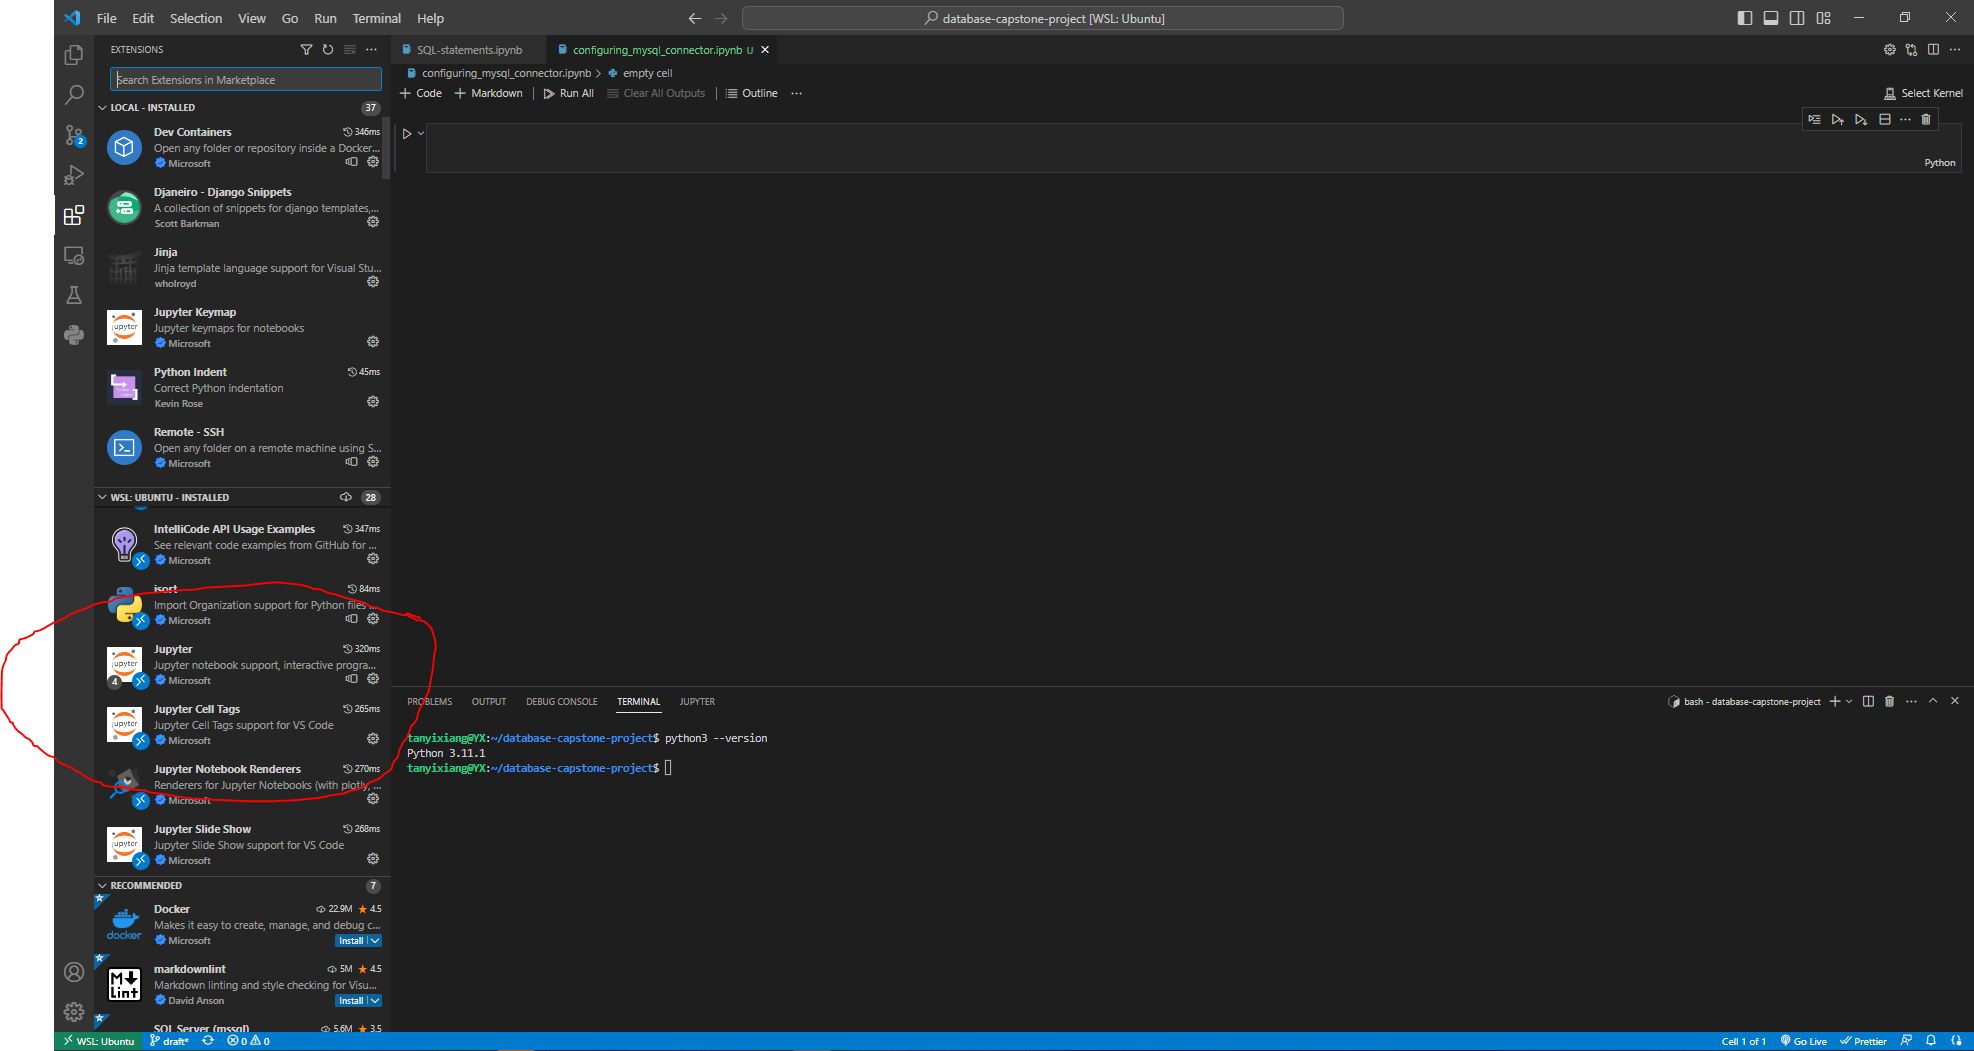 File Edit Selection View Go Run Terminal Help
database-capstone-project [WSL: Ubuntu]
EXTENSIONS
Search Extensions in Marketplace
LOCAL - INSTALLED 37
Dev Containers 346ms
Open any folder or repository inside a Docker...
Microsoft
Djaneiro - Django Snippets
A collection of snippets for django templates,...
Scott Barkman
Jinja
Jinja template language support for Visual Stu...
wholroyd
Jupyter Keymap
Jupyter keymaps for notebooks
Microsoft
jupyter
Python Indent 45ms
Correct Python indentation
Kevin Rose
Remote - SSH
Open any folder on a remote machine using S...
Microsoft
WSL: UBUNTU - INSTALLED 28
IntelliCode API Usage Examples 347ms
See relevant code examples from GitHub for ...
Microsoft
isort 84ms
Import Organization support for Python files ...
Microsoft
Jupyter 320ms
Jupyter notebook support, interactive progra...
Microsoft
jupyter
4
Jupyter Cell Tags 265ms
Jupyter Cell Tags support for VS Code
Microsoft
jupyter
Jupyter Notebook Renderers 270ms
Renderers for Jupyter Notebooks (with plotly, ...
Microsoft
Jupyter Slide Show 268ms
Jupyter Slide Show support for VS Code
Microsoft
jupyter
RECOMMENDED 7
Docker 22.9M 4.5
Makes it easy to create, manage, and debug c...
Microsoft Install
docker
markdownlint 5M 4.5
Markdown linting and style checking for Visu...
David Anson Install
M Lint
SQL Server (mssql) 5.6M 3.5
2
SQL-statements.ipynb configuring_mysql_connector.ipynb U
configuring_mysql_connector.ipynb > empty cell
Code Markdown Run All Clear All Outputs Outline ... Select Kernel
Python
PROBLEMS OUTPUT DEBUG CONSOLE TERMINAL JUPYTER bash - database-capstone-project
tanyixiang@YX:~/database-capstone-project$ python3 --version
Python 3.11.1
tanyixiang@YX:~/database-capstone-project$
WSL: Ubuntu draft* 0 0 Cell 1 of 1 Go Live Prettier